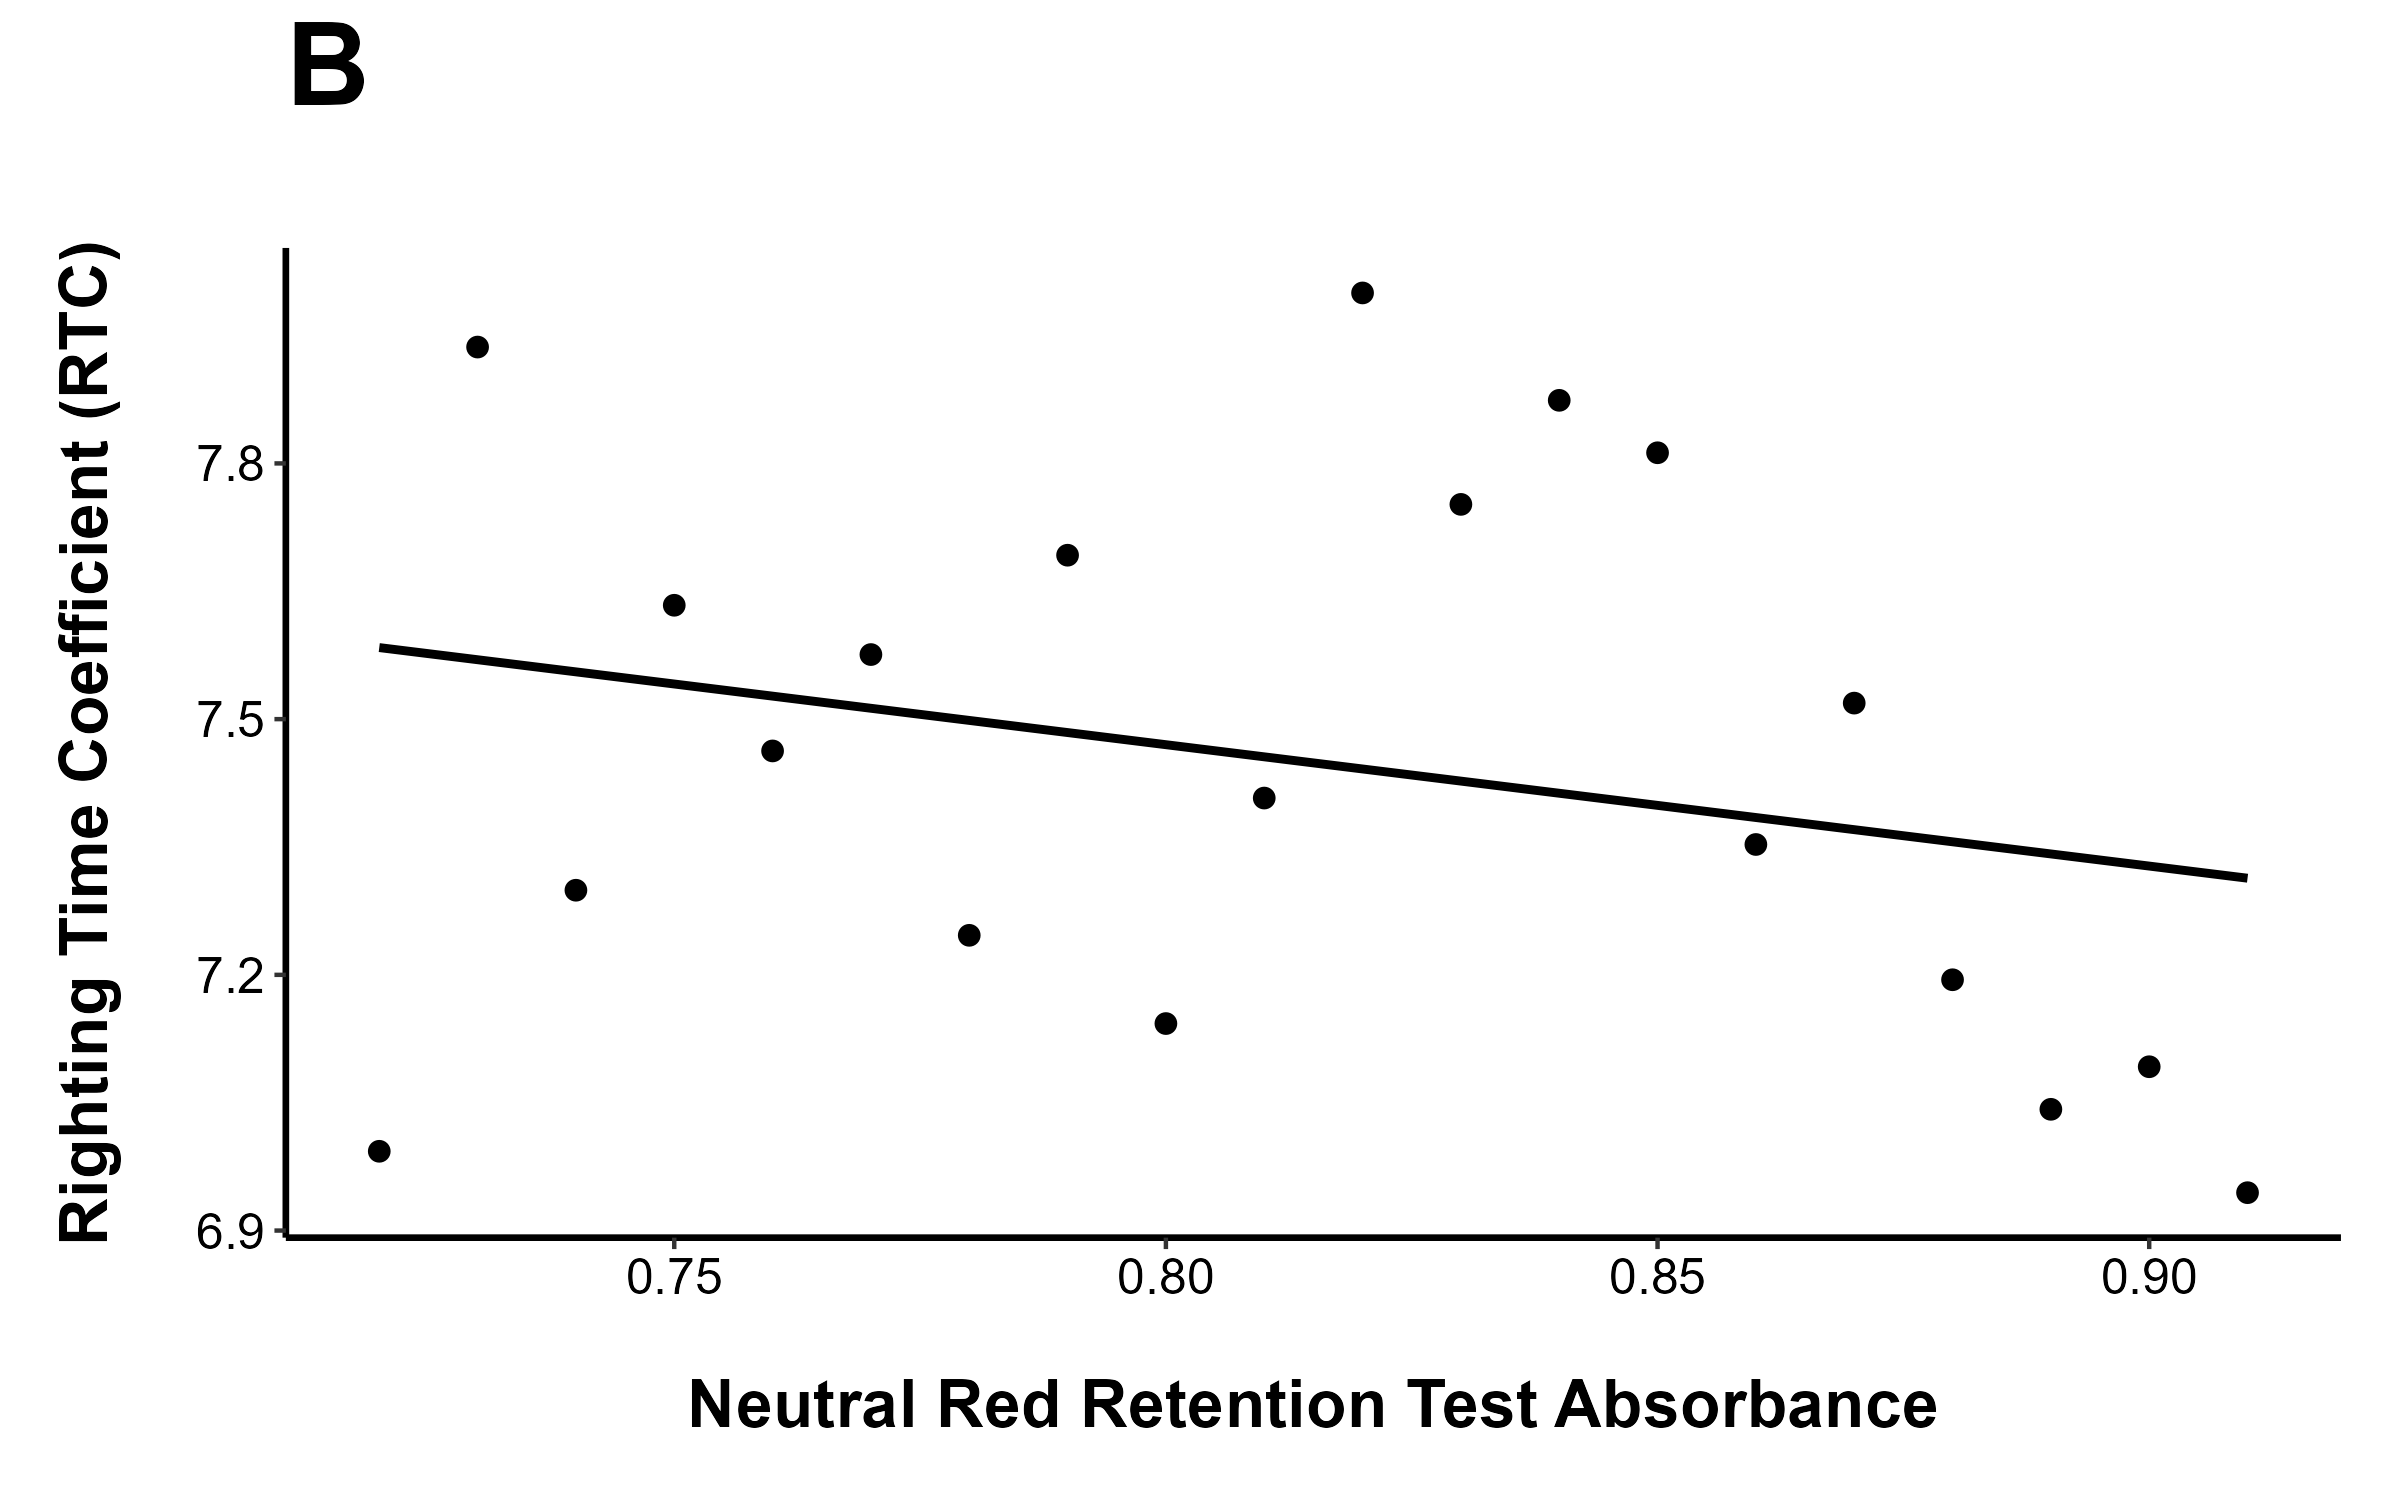 B
Righting Time Coefficient (RTC)
7.8
7.5
7.2
6.9
0.75 0.80 0.85 0.90
Neutral Red Retention Test Absorbance